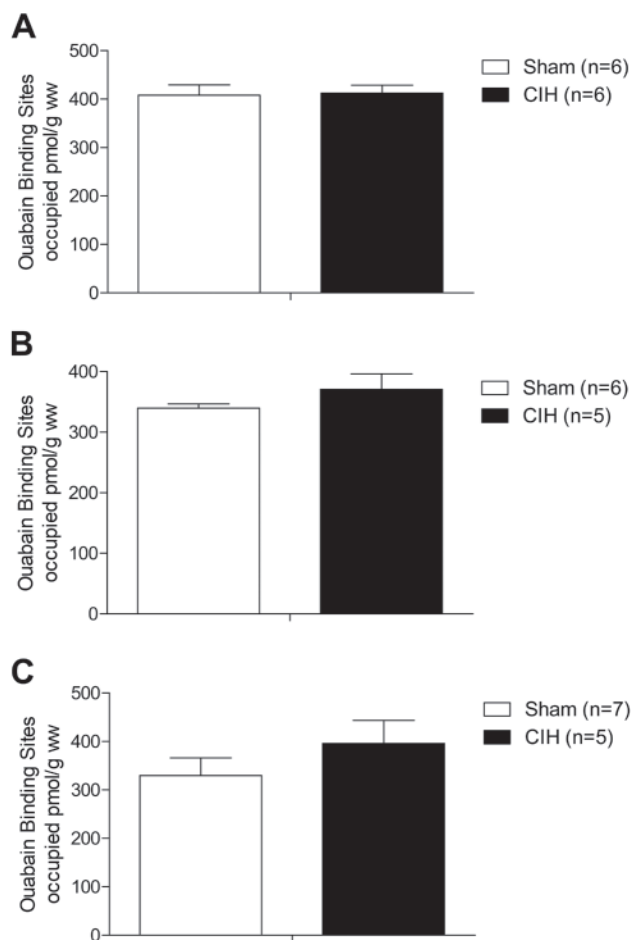 A
Ouabain Binding Sites
occupied pmol/g ww
500
400
300
200
100
0
Sham (n=6)
CIH (n=6)
B
Ouabain Binding Sites
occupied pmol/g ww
400
300
200
100
0
Sham (n=6)
CIH (n=5)
C
Ouabain Binding Sites
occupied pmol/g ww
500
400
300
200
100
0
Sham (n=7)
CIH (n=5)